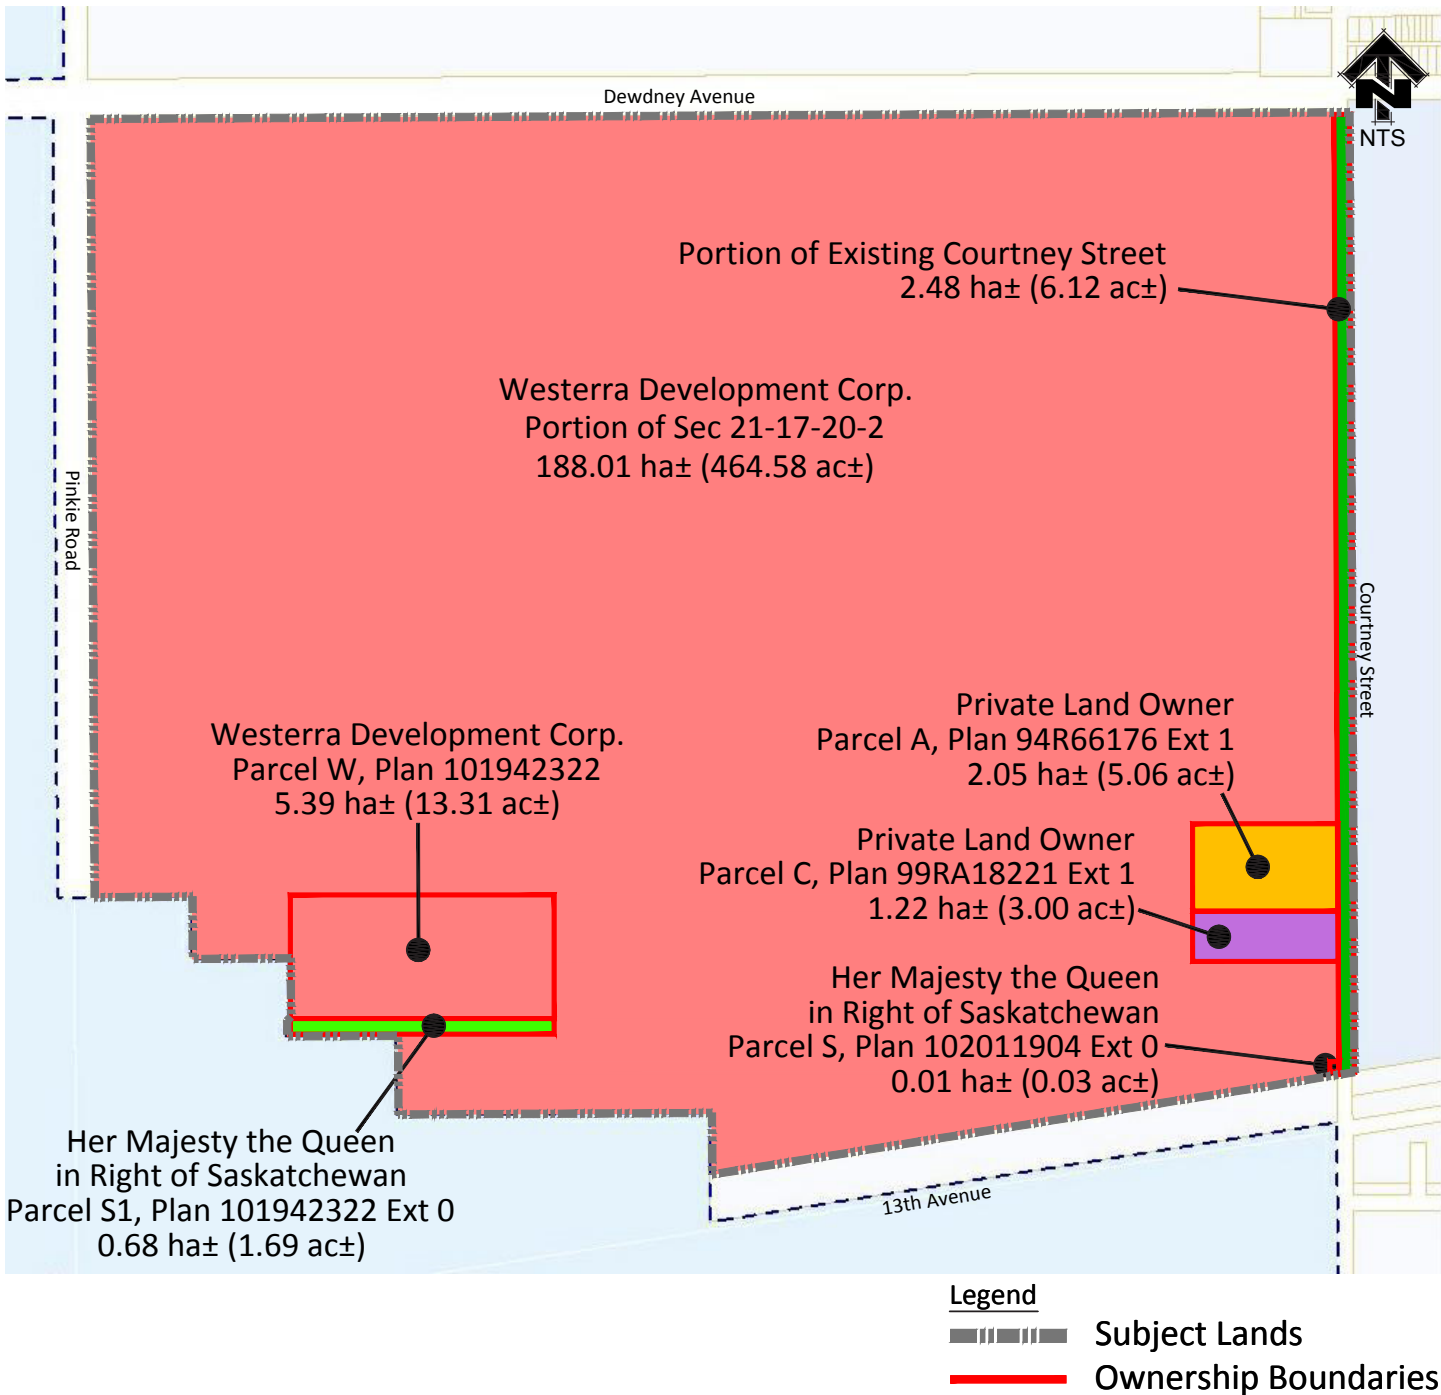 Dewdney Avenue
N
NTS
Portion of Existing Courtney Street
2.48 ha± (6.12 ac±)
Westerra Development Corp.
Portion of Sec 21-17-20-2
188.01 ha± (464.58 ac±)
Pinkie Road
Courtney Street
Private Land Owner
Parcel A, Plan 94R66176 Ext 1
2.05 ha± (5.06 ac±)
Westerra Development Corp.
Parcel W, Plan 101942322
5.39 ha± (13.31 ac±)
Private Land Owner
Parcel C, Plan 99RA18221 Ext 1
1.22 ha± (3.00 ac±)
Her Majesty the Queen
in Right of Saskatchewan
Parcel S, Plan 102011904 Ext 0
0.01 ha± (0.03 ac±)
Her Majesty the Queen
in Right of Saskatchewan
Parcel S1, Plan 101942322 Ext 0
0.68 ha± (1.69 ac±)
13th Avenue
Legend
Subject Lands
Ownership Boundaries